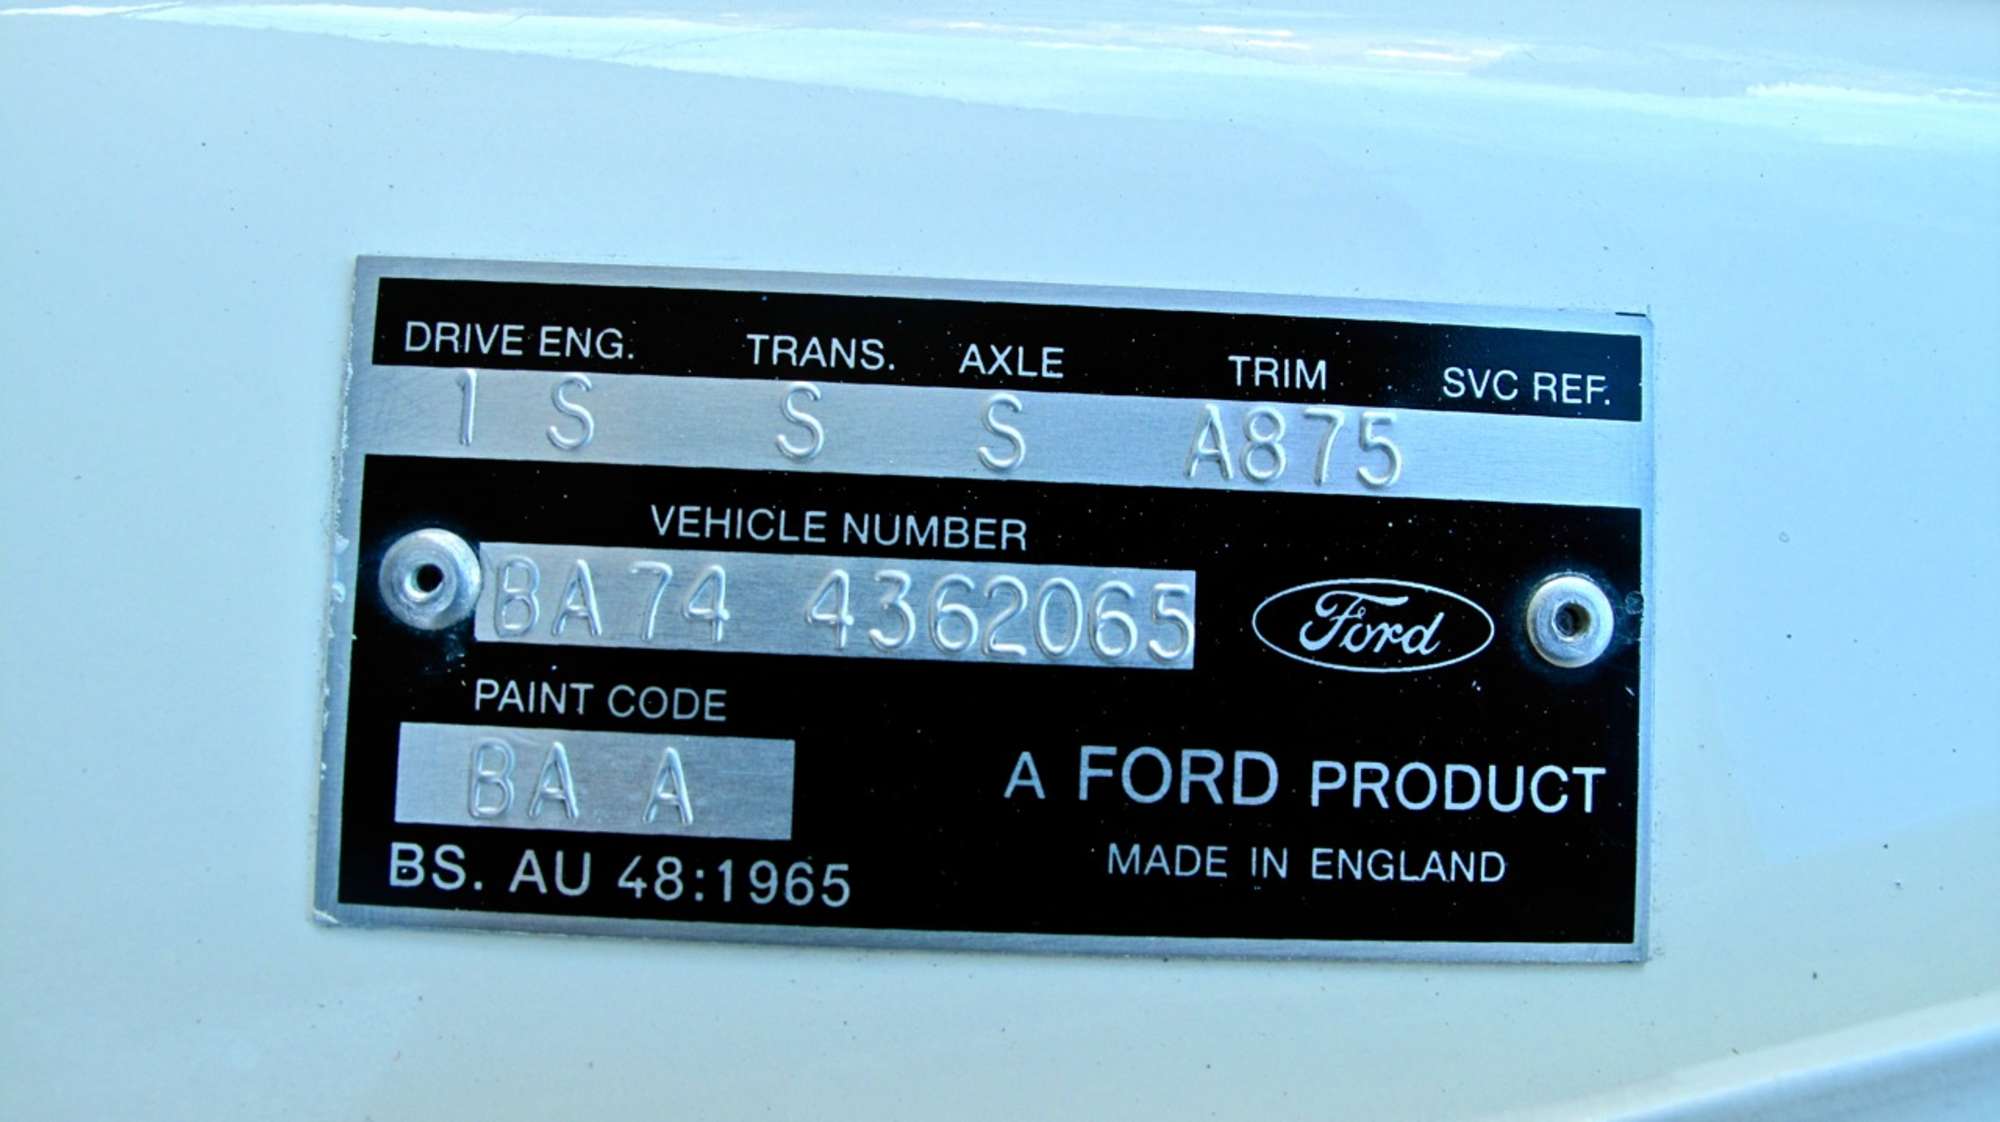 DRIVE ENG. TRANS. AXLE TRIM SVC REF.
1 S S S A875
VEHICLE NUMBER
BA74 4362065
Ford
PAINT CODE
BA A
A FORD PRODUCT
BS. AU 48:1965
MADE IN ENGLAND